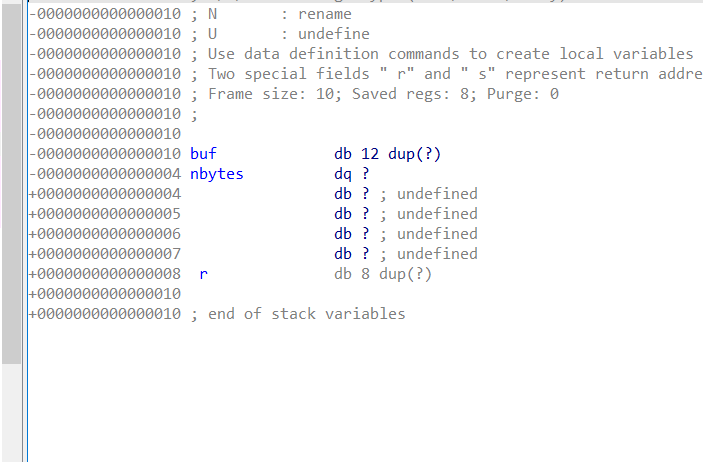 -0000000000000010 ; N      : rename
-0000000000000010 ; U      : undefine
-0000000000000010 ; Use data definition commands to create local variables
-0000000000000010 ; Two special fields " r" and " s" represent return addre
-0000000000000010 ; Frame size: 10; Saved regs: 8; Purge: 0
-0000000000000010 ;
-0000000000000010
-0000000000000010 buf             db 12 dup(?)
-0000000000000004 nbytes          dq ?
+0000000000000004                 db ? ; undefined
+0000000000000005                 db ? ; undefined
+0000000000000006                 db ? ; undefined
+0000000000000007                 db ? ; undefined
+0000000000000008  r              db 8 dup(?)
+0000000000000010
+0000000000000010 ; end of stack variables